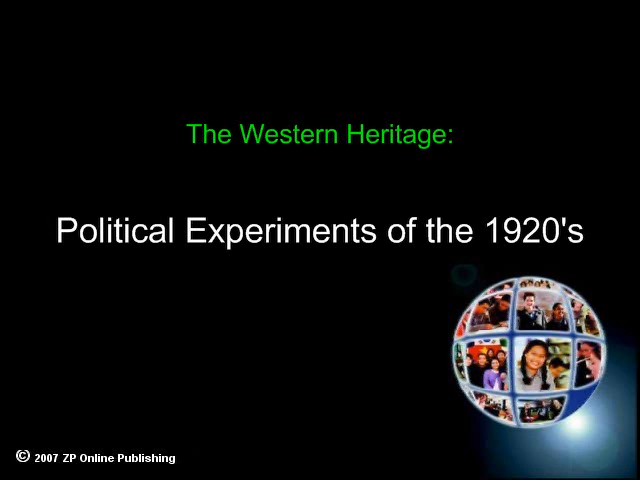 The Western Heritage:
Political Experiments of the 1920's
© 2007 ZP Online Publishing